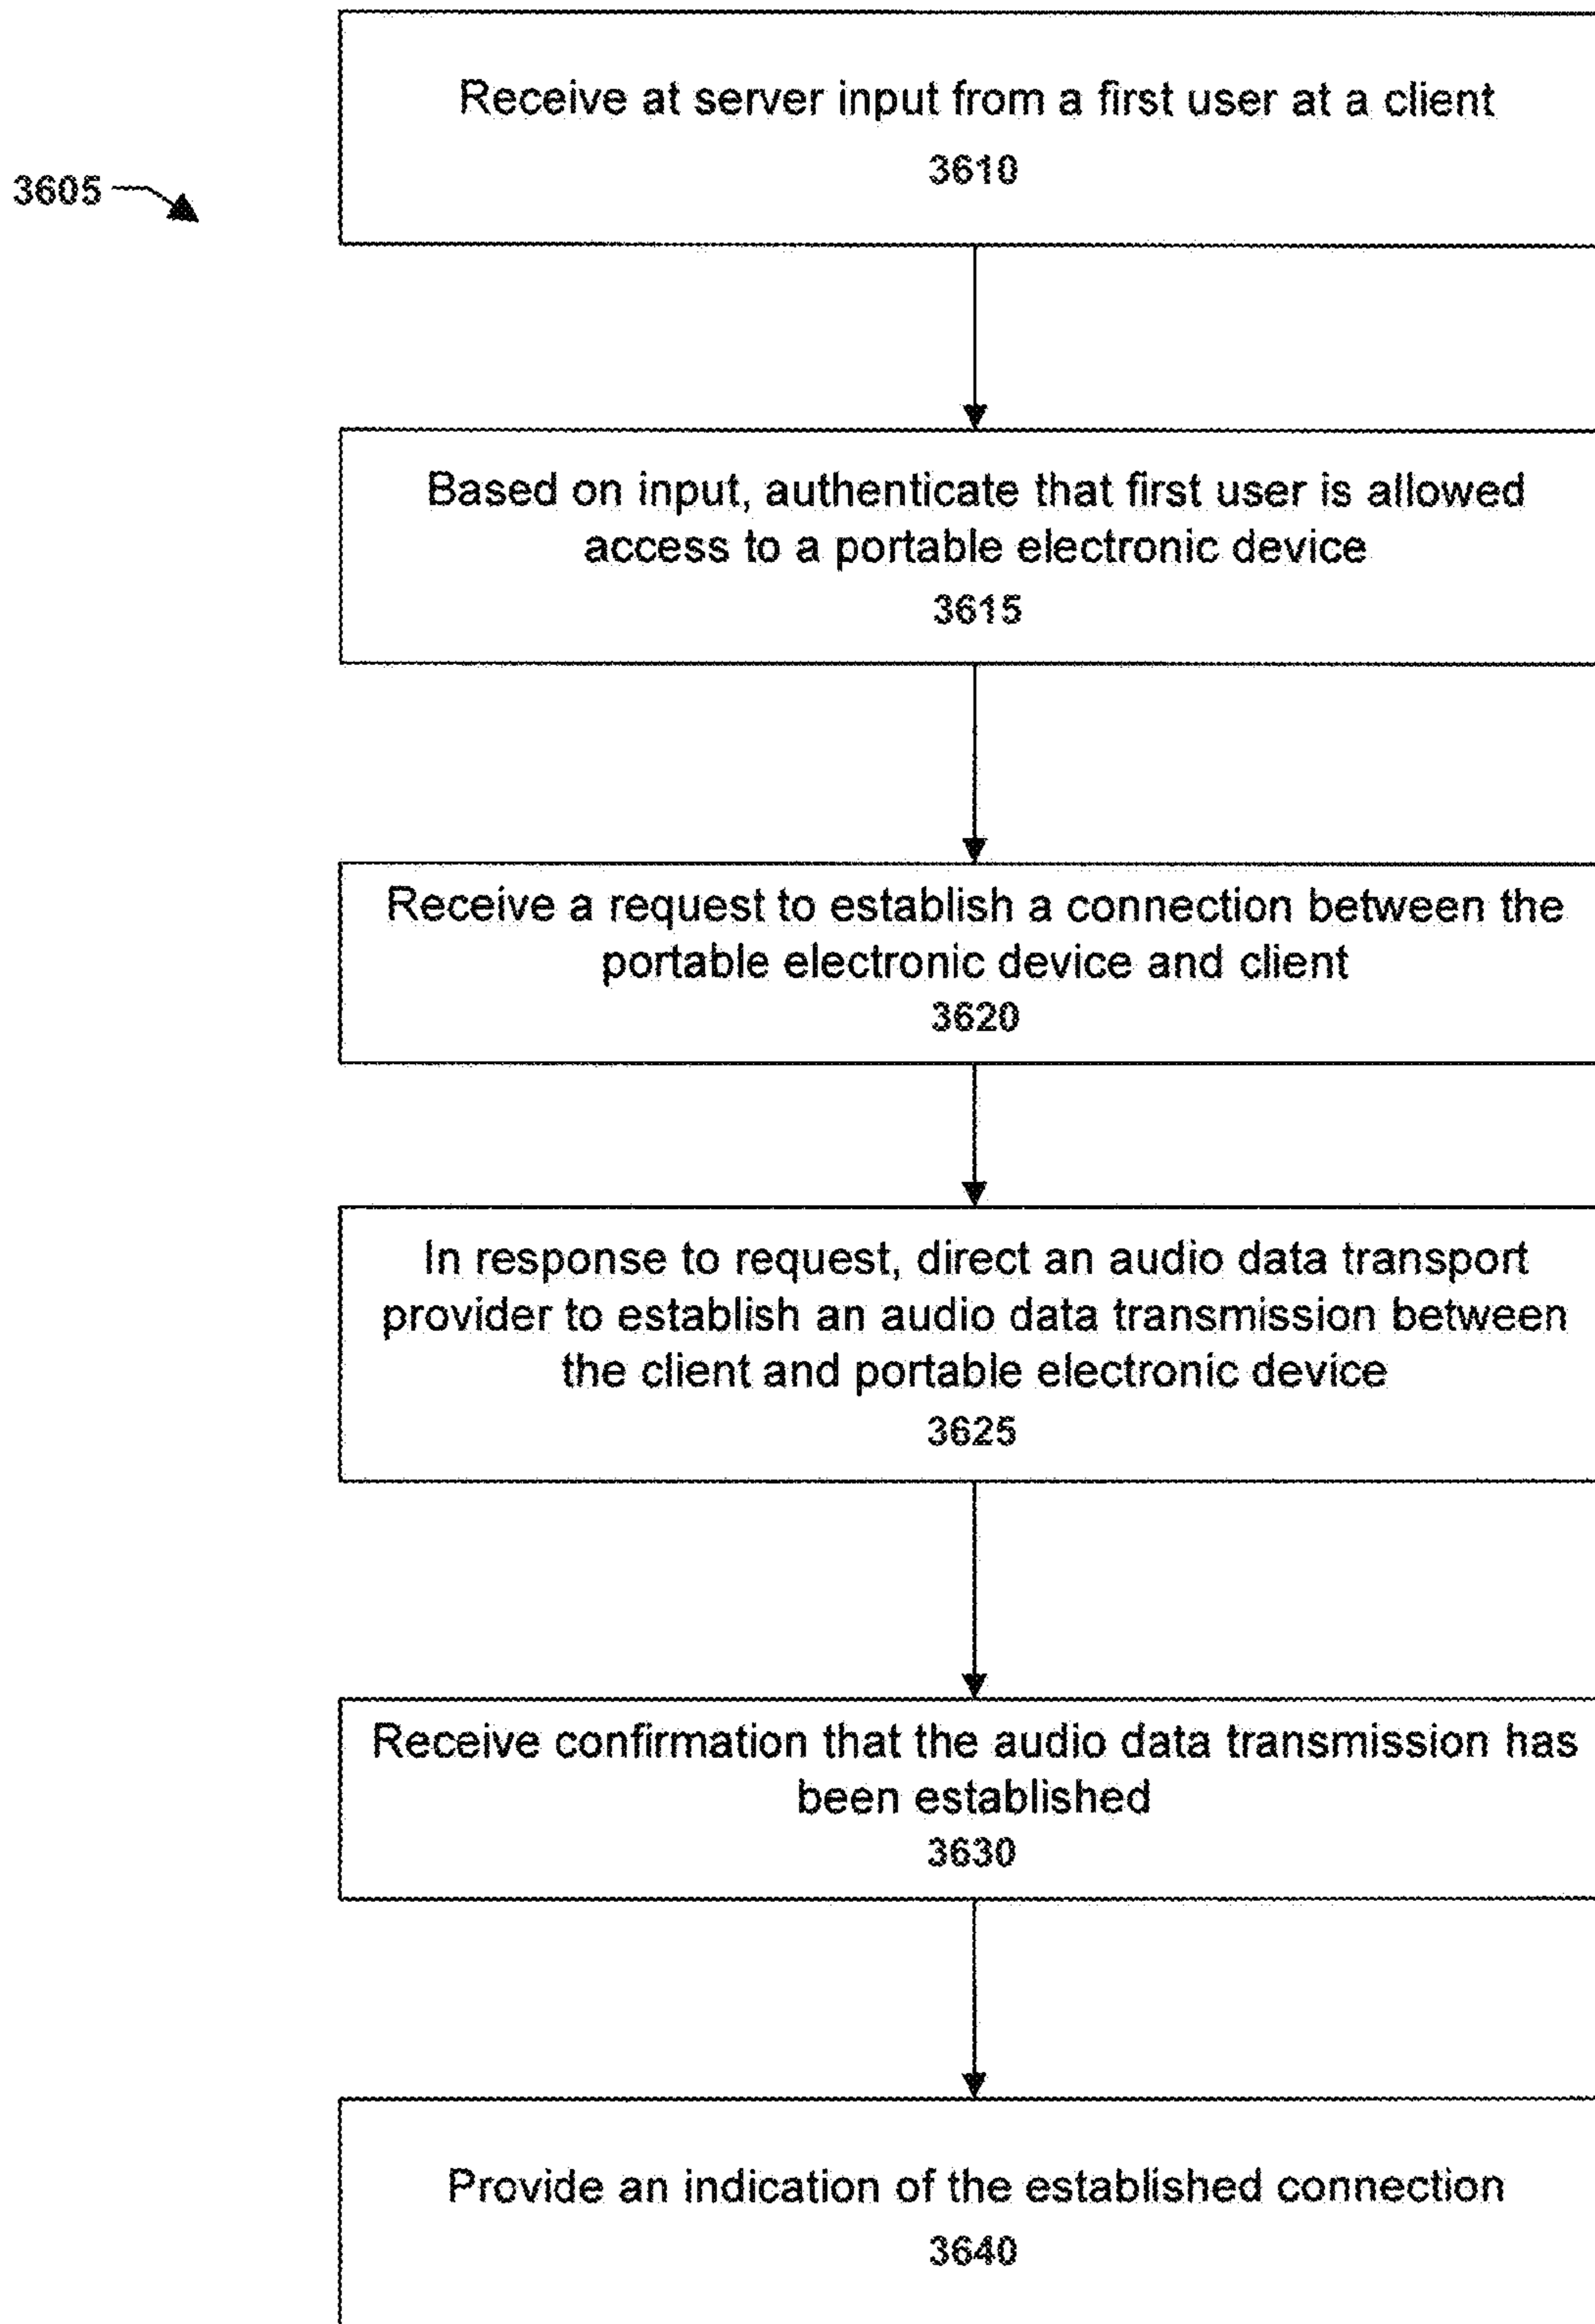 Receive at server input from a first user at a client
3610
3605
Based on input, authenticate that first user is allowed
access to a portable electronic device
3615
Receive a request to establish a connection between the
portable electronic device and client
3620
In response to request, direct an audio data transport
provider to establish an audio data transmission between
the client and portable electronic device
3625
Receive confirmation that the audio data transmission has
been established
3630
Provide an indication of the established connection
3640